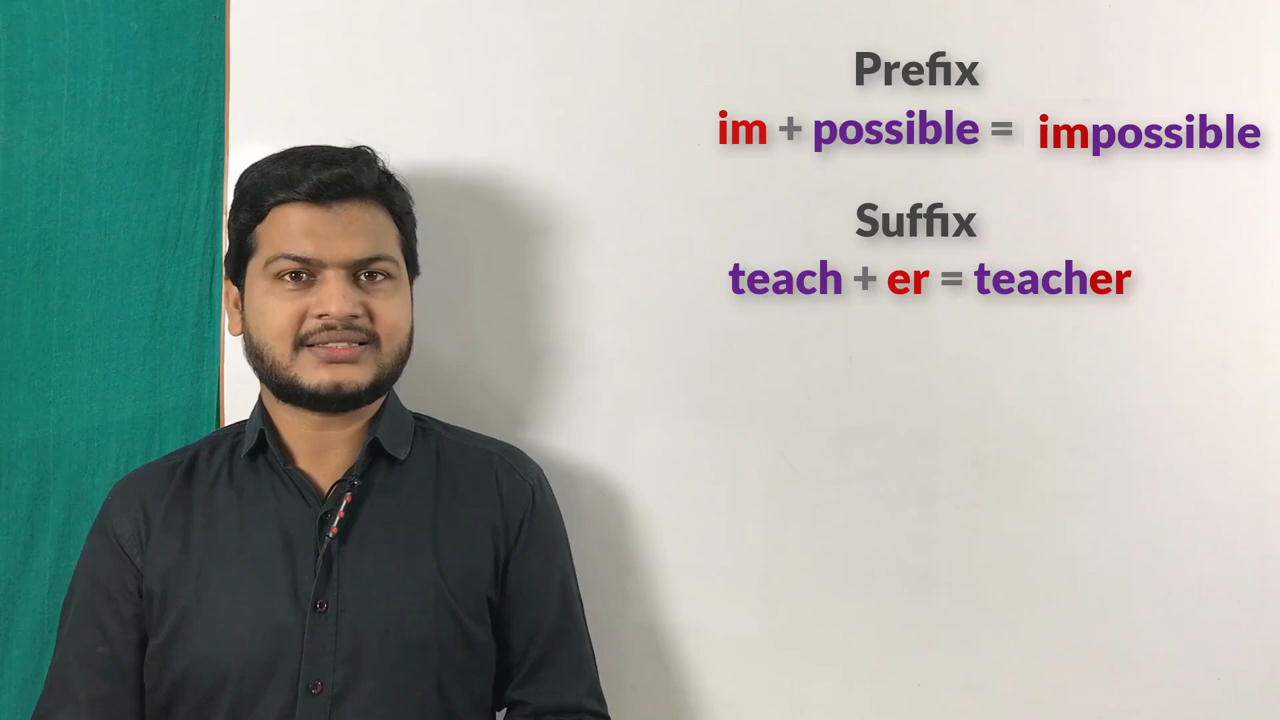 Prefix
im + possible = impossible
Suffix
teach + er = teacher